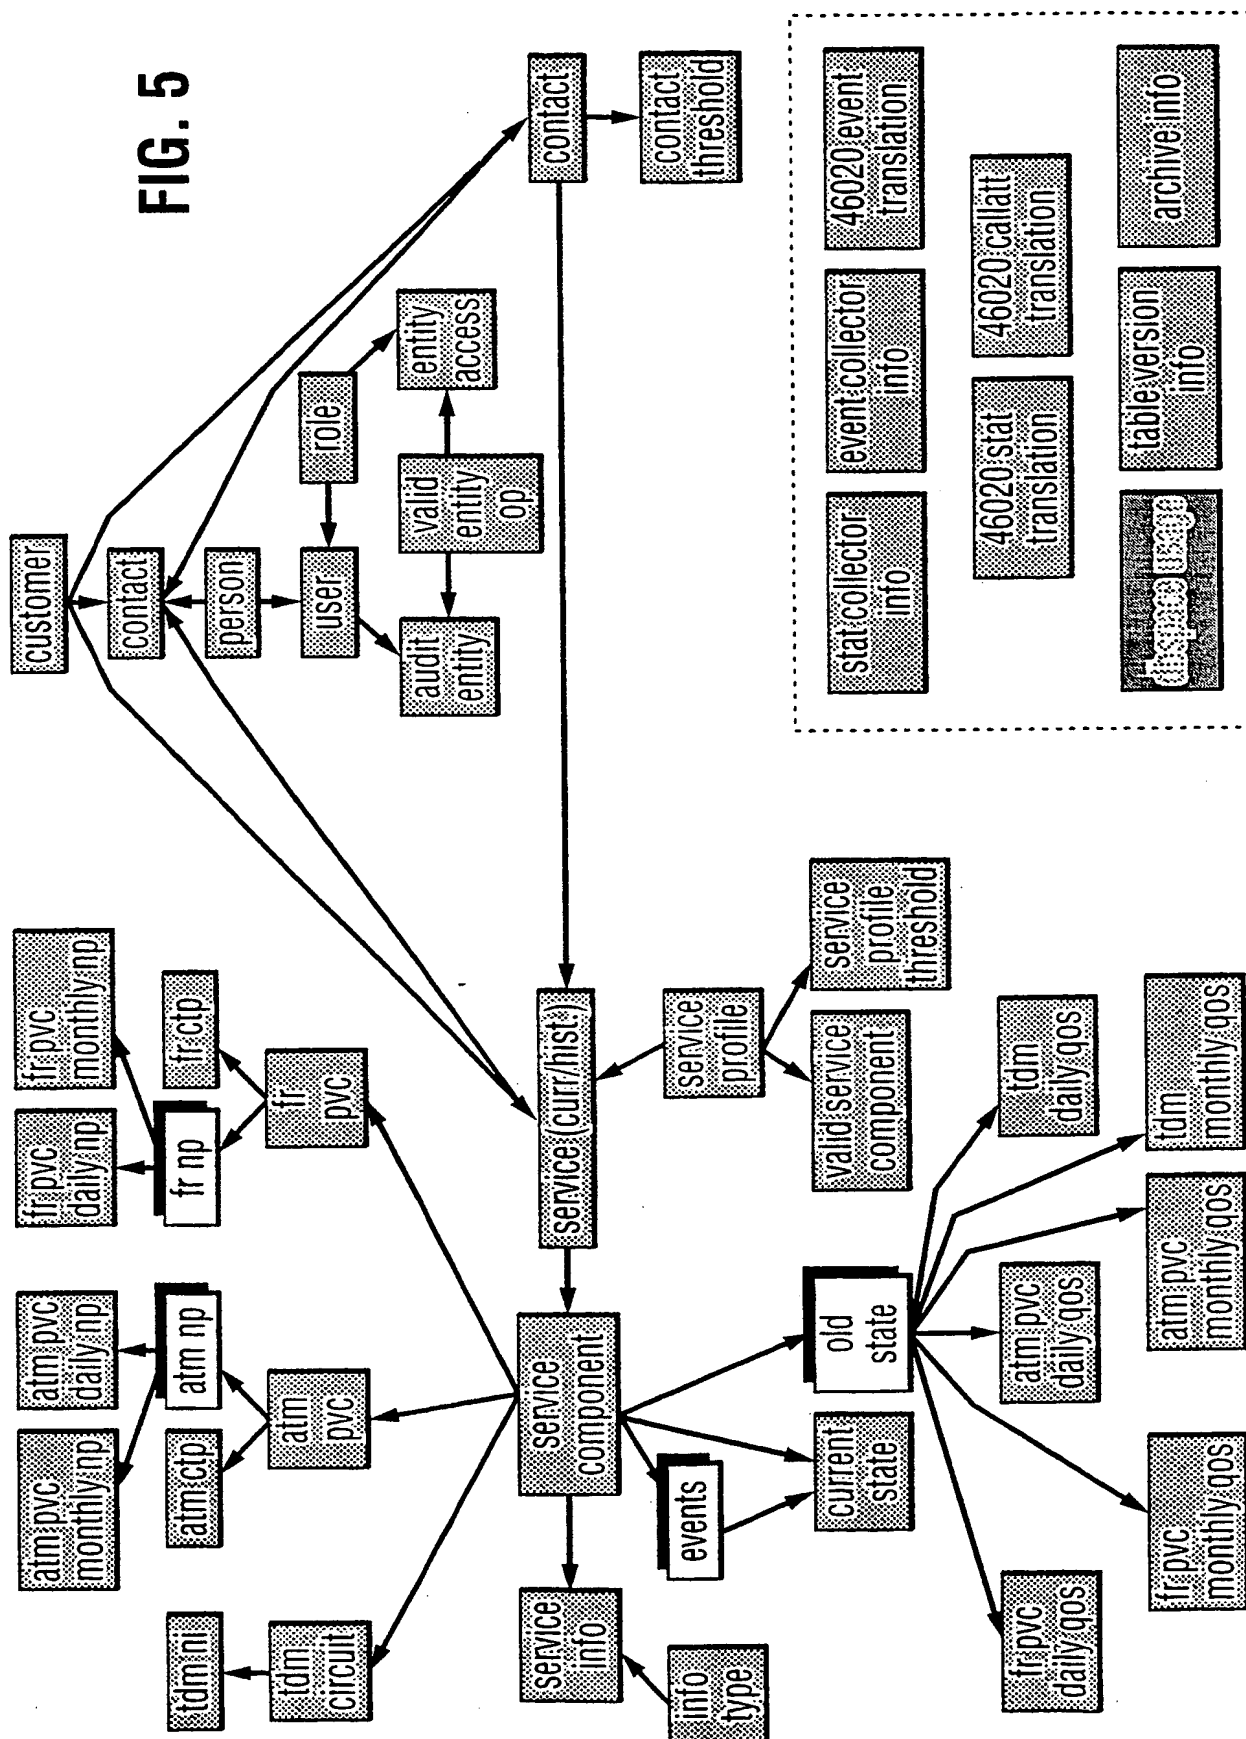 FIG. 5
atm pvc
monthly np
atm pvc
daily np
fr pvc
daily np
fr pvc
monthly np
customer
tdm ni
atm ctp
atm np
fr np
fr ctp
contact
person
tdm
circuit
atm
pvc
fr
pvc
user
role
audit
entity
valid
entity
op
entity
access
service
info
service
component
service (curr/hist.)
contact
info
type
events
service
profile
contact
threshold
current
state
old
state
valid service
component
service
profile
threshold
fr pvc
daily qos
atm pvc
daily qos
tdm
daily qos
fr pvc
monthly qos
atm pvc
monthly qos
tdm
monthly qos
stat collector
info
event collector
info
46020 event
translation
46020 stat
translation
46020 callatt
translation
dbspace usage
table version
info
archive info